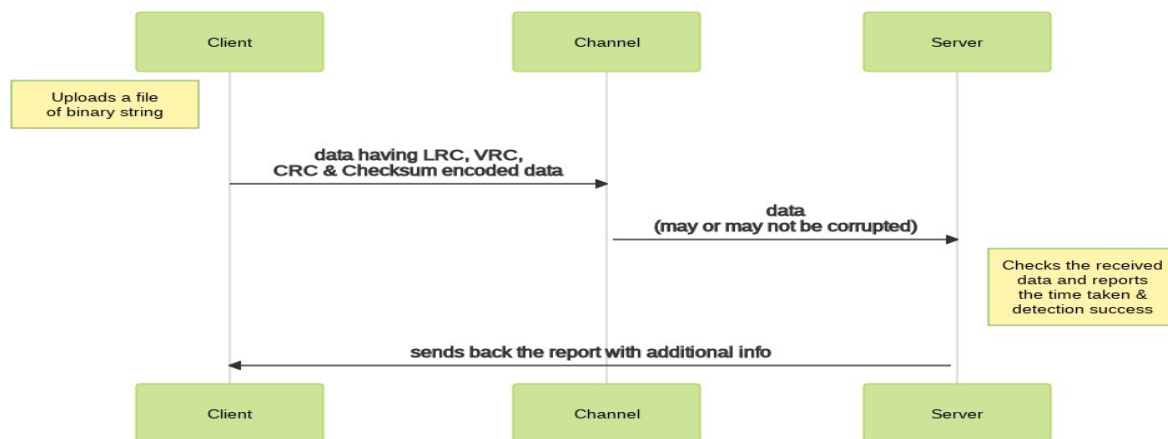 Client
Channel
Server
Uploads a file
of binary string
data having LRC, VRC,
CRC & Checksum encoded data
data
(may or may not be corrupted)
Checks the received
data and reports
the time taken &
detection success
sends back the report with additional info
Client
Channel
Server